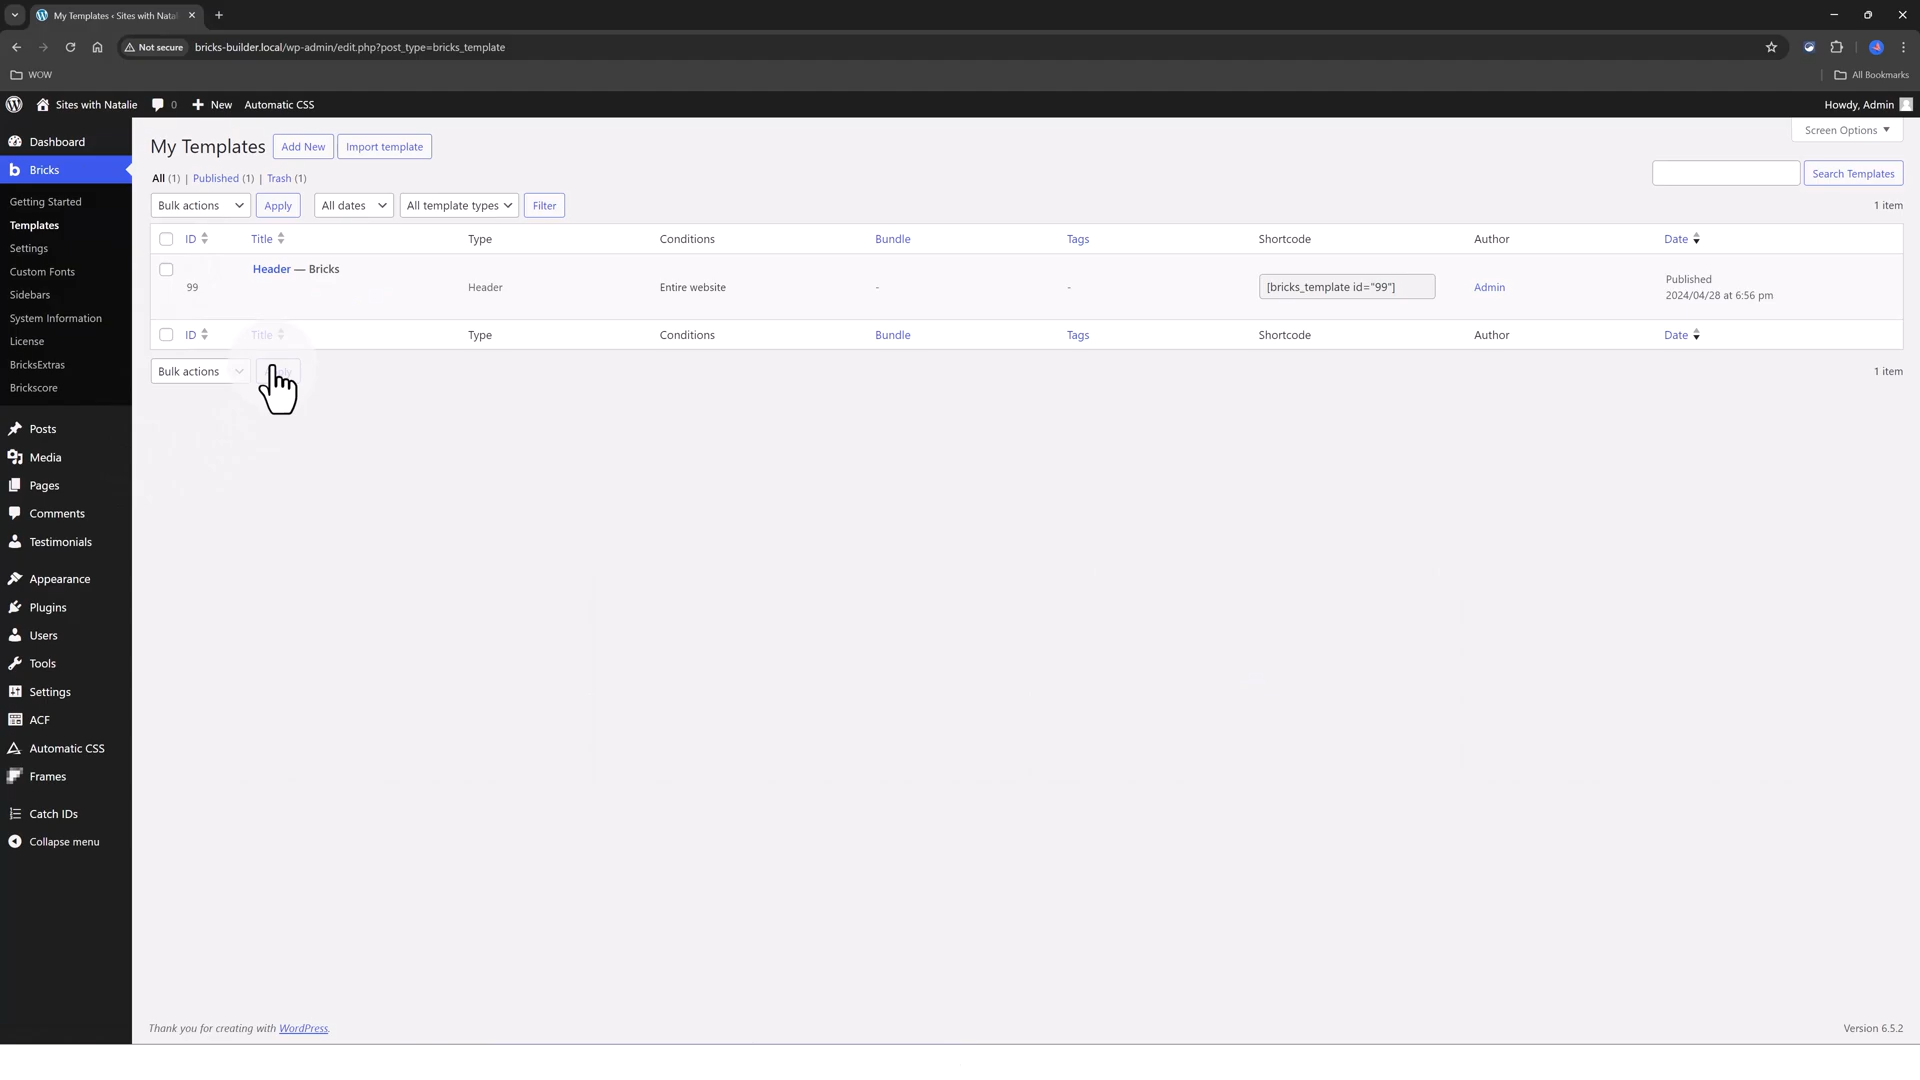 My Templates ‹ Sites with Natal
Not secure
bricks-builder.local/wp-admin/edit.php?post_type=bricks_template
WOW
All Bookmarks
Sites with Natalie
0
New
Automatic CSS
Howdy, Admin
Dashboard
Bricks
Getting Started
Templates
Settings
Custom Fonts
Sidebars
System Information
License
BricksExtras
Brickscore
Posts
Media
Pages
Comments
Testimonials
Appearance
Plugins
Users
Tools
Settings
ACF
Automatic CSS
Frames
Catch IDs
Collapse menu
My Templates Add New Import template
Screen Options
All (1) | Published (1) | Trash (1)
Search Templates
Bulk actions Apply All dates All template types Filter
1 item
ID Title Type Conditions Bundle Tags Shortcode Author Date
Header — Bricks
99 Header Entire website - - [bricks_template id="99"] Admin
Published
2024/04/28 at 6:56 pm
ID Title Type Conditions Bundle Tags Shortcode Author Date
Bulk actions
1 item
Thank you for creating with WordPress.
Version 6.5.2